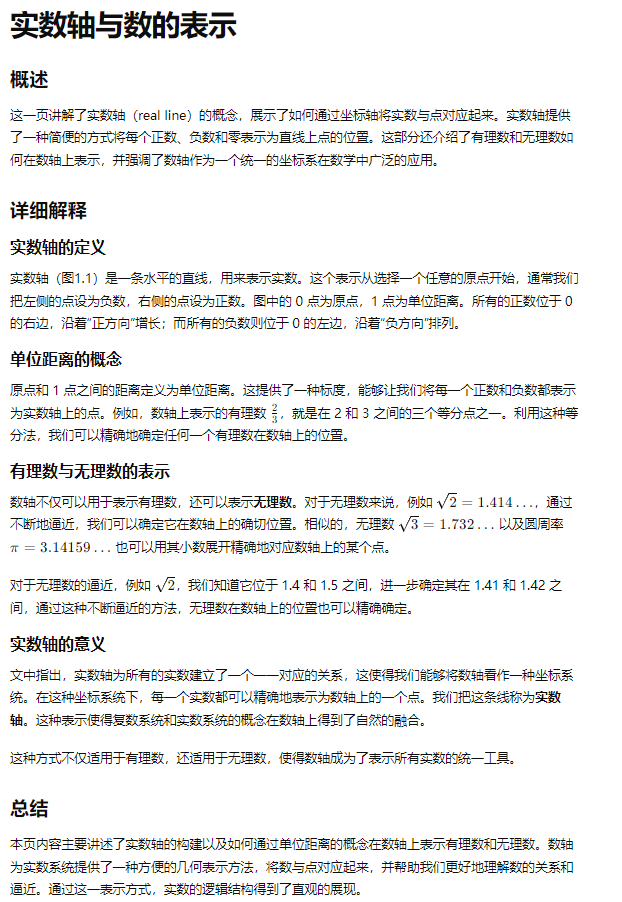 实数轴与数的表示
概述
这一页讲解了实数轴（real line）的概念，展示了如何通过坐标轴将实数与点对应起来。实数轴提供
了一种简便的方式将每个正数、负数和零表示为直线上点的位置。这部分还介绍了有理数和无理数如
何在数轴上表示，并强调了数轴作为一个统一的坐标系在数学中广泛的应用。
详细解释
实数轴的定义
实数轴（图1.1）是一条水平的直线，用来表示实数。这个表示从选择一个任意的原点开始，通常我们
把左侧的点设为负数，右侧的点设为正数。图中的 0 点为原点，1 点为单位距离。所有的正数位于 0
的右边，沿着“正方向”增长；而所有的负数则位于 0 的左边，沿着“负方向”排列。
单位距离的概念
原点和 1 点之间的距离定义为单位距离。这提供了一种标度，能够让我们将每一个正数和负数都表示
为实数轴上的点。例如，数轴上表示的有理数 2/3，就是在 2 和 3 之间的三个等分点之一。利用这种等
分法，我们可以精确地确定任何一个有理数在数轴上的位置。
有理数与无理数的表示
数轴不仅可以用于表示有理数，还可以表示无理数。对于无理数来说，例如 √2 = 1.414…，通过
不断地逼近，我们可以确定它在数轴上的确切位置。相似的，无理数 √3 = 1.732… 以及圆周率
π = 3.14159… 也可以用其小数展开精确地对应数轴上的某个点。
对于无理数的逼近，例如 √2，我们知道它位于 1.4 和 1.5 之间，进一步确定其在 1.41 和 1.42 之
间，通过这种不断逼近的方法，无理数在数轴上的位置也可以精确确定。
实数轴的意义
文中指出，实数轴为所有的实数建立了一个一一对应的关系，这使得我们能够将数轴看作一种坐标系
统。在这种坐标系统下，每一个实数都可以精确地表示为数轴上的一个点。我们把这条线称为实数
轴。这种表示使得复数系统和实数系统的概念在数轴上得到了自然的融合。
这种方式不仅适用于有理数，还适用于无理数，使得数轴成为了表示所有实数的统一工具。
总结
本页内容主要讲述了实数轴的构建以及如何通过单位距离的概念在数轴上表示有理数和无理数。数轴
为实数系统提供了一种方便的几何表示方法，将数与点对应起来，并帮助我们更好地理解数的关系和
逼近。通过这一表示方式，实数的逻辑结构得到了直观的展现。